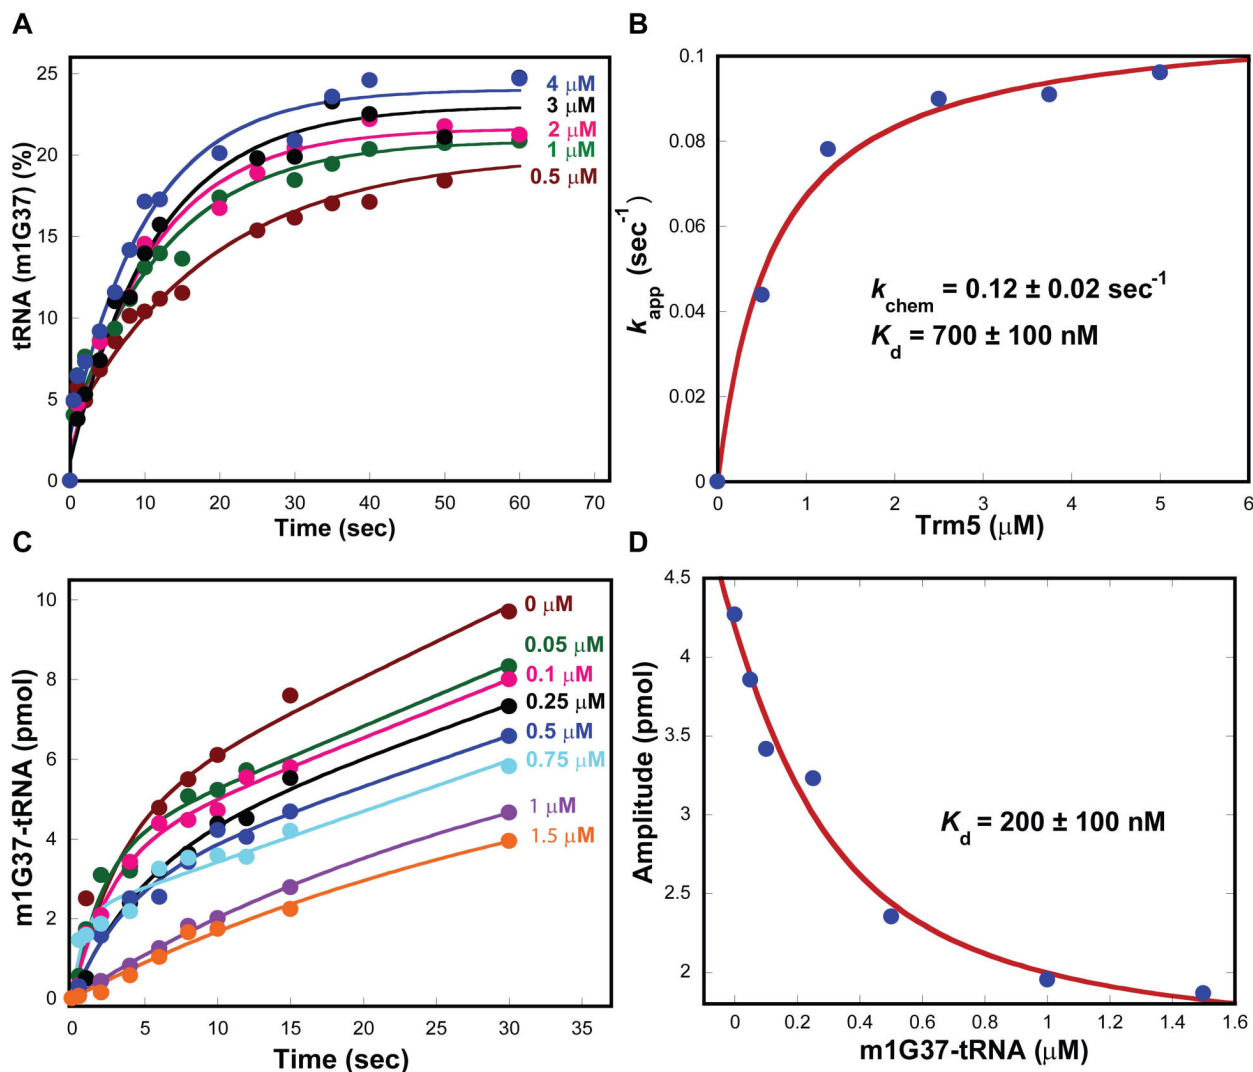 A
tRNA (m1G37) (%)
25
20
15
10
5
0
4 μM
3 μM
2 μM
1 μM
0.5 μM
0 10 20 30 40 50 60 70
Time (sec)
B
k_app (sec⁻¹)
0.1
0.08
0.06
0.04
0.02
0
k_chem = 0.12 ± 0.02 sec⁻¹
K_d = 700 ± 100 nM
0 1 2 3 4 5 6
Trm5 (μM)
C
m1G37-tRNA (pmol)
10
8
6
4
2
0
0 μM
0.05 μM
0.1 μM
0.25 μM
0.5 μM
0.75 μM
1 μM
1.5 μM
0 5 10 15 20 25 30 35
Time (sec)
D
Amplitude (pmol)
4.5
4
3.5
3
2.5
2
K_d = 200 ± 100 nM
0 0.2 0.4 0.6 0.8 1.0 1.2 1.4 1.6
m1G37-tRNA (μM)